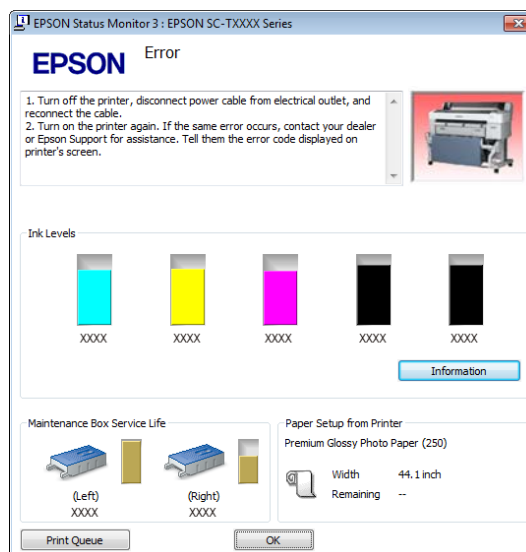 EPSON Status Monitor 3 : EPSON SC-TXXXX Series
EPSON
Error
1. Turn off the printer, disconnect power cable from electrical outlet, and
reconnect the cable.
2. Turn on the printer again. If the same error occurs, contact your dealer
or Epson Support for assistance. Tell them the error code displayed on
printer's screen.
Ink Levels
XXXX XXXX XXXX XXXX XXXX
Information
Maintenance Box Service Life
(Left) (Right)
XXXX XXXX
Paper Setup from Printer
Premium Glossy Photo Paper (250)
Width 44.1 inch
Remaining --
Print Queue OK